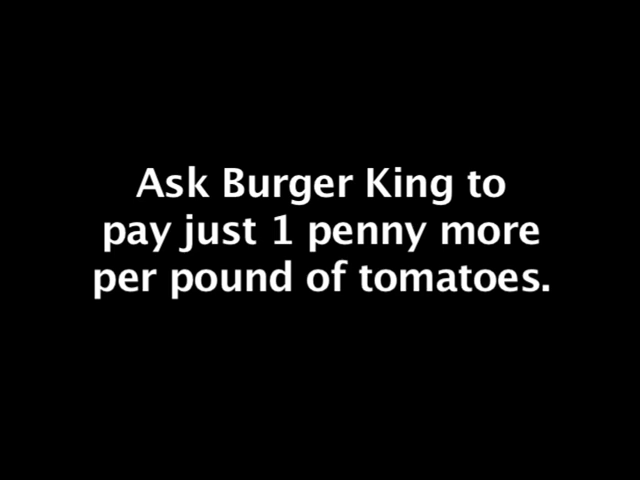 Ask Burger King to
pay just 1 penny more
per pound of tomatoes.